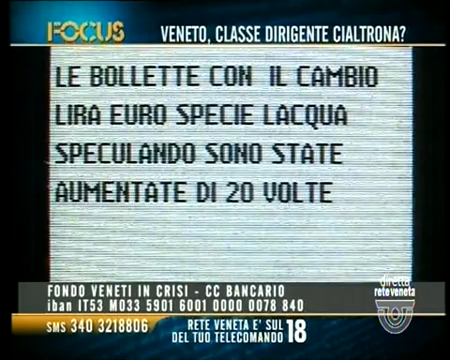 FOCUS
VENETO, CLASSE DIRIGENTE CIALTRONA?
LE BOLLETTE CON IL CAMBIO
LIRA EURO SPECIE LACQUA
SPECULANDO SONO STATE
AUMENTATE DI 20 VOLTE
diretta
reteveneta
FONDO VENETI IN CRISI - CC BANCARIO
iban IT53 M033 5901 6001 0000 0078 840
SMS 340 3218806
RETE VENETA E' SUL
DEL TUO TELECOMANDO 18